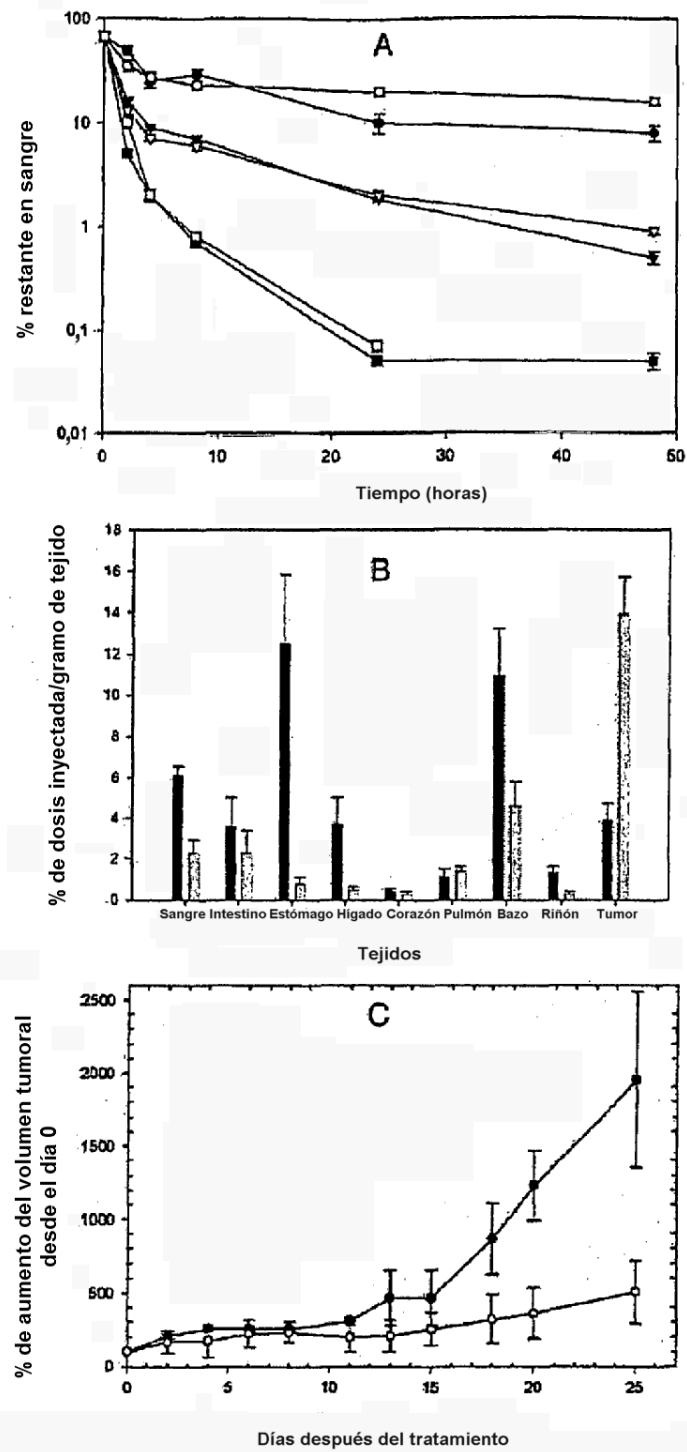 A
100
10
1
0,1
0,01
% restante en sangre
0 10 20 30 40 50
Tiempo (horas)
B
18
16
14
12
10
8
6
4
2
0
% de dosis inyectada/gramo de tejido
Sangre Intestino Estómago Hígado Corazón Pulmón Bazo Riñón Tumor
Tejidos
C
2500
2000
1500
1000
500
0
% de aumento del volumen tumoral
desde el día 0
0 5 10 15 20 25
Días después del tratamiento